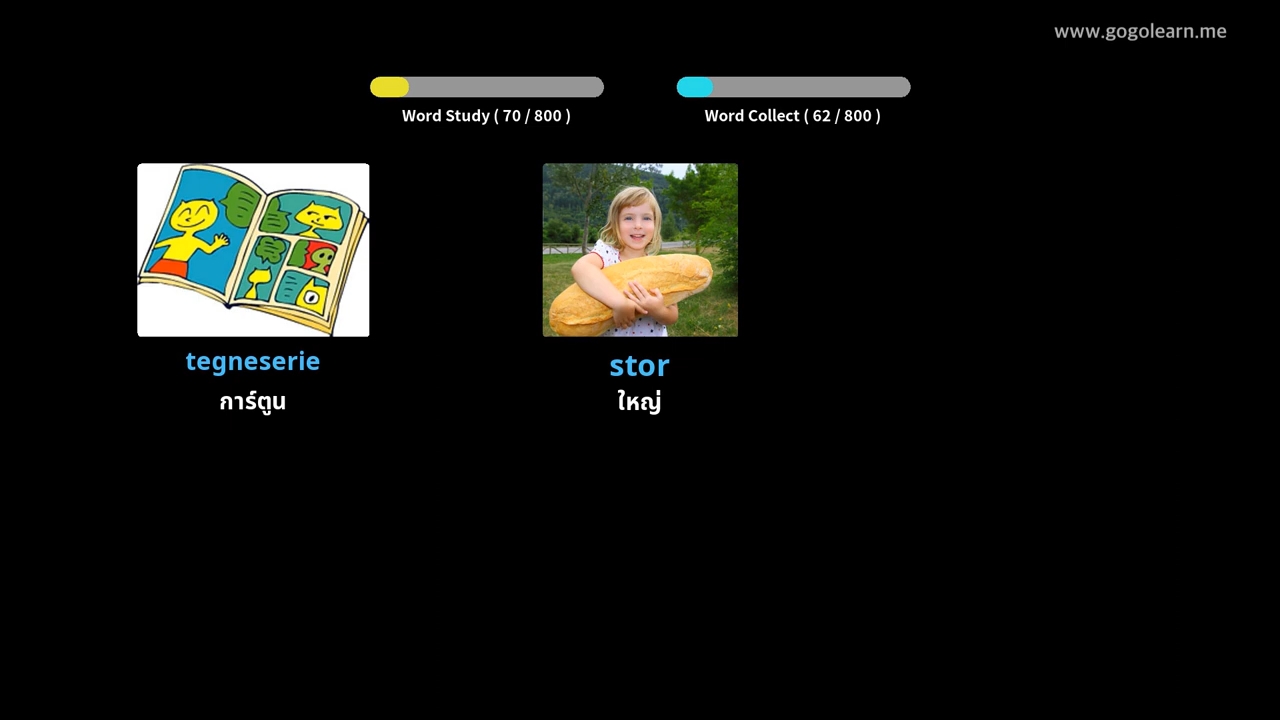 www.gogolearn.me
Word Study ( 70 / 800 )
Word Collect ( 62 / 800 )
tegneserie
การ์ตูน
stor
ใหญ่